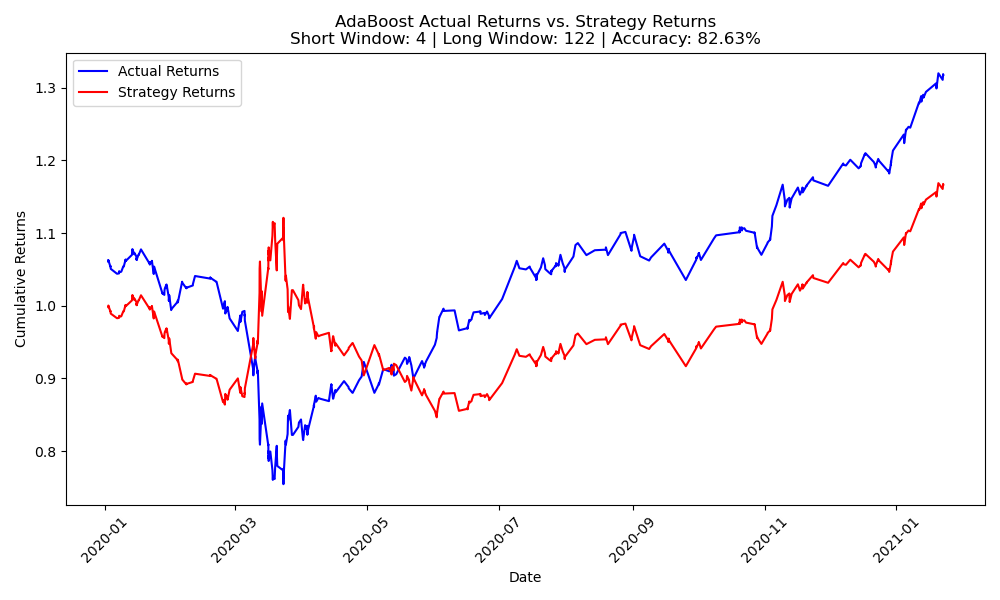 AdaBoost Actual Returns vs. Strategy Returns
Short Window: 4 | Long Window: 122 | Accuracy: 82.63%
Actual Returns
Strategy Returns
Cumulative Returns
1.3
1.2
1.1
1.0
0.9
0.8
2020-01
2020-03
2020-05
2020-07
2020-09
2020-11
2021-01
Date